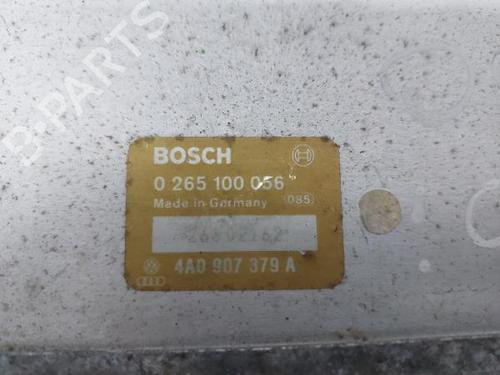 BOSCH
0 265 100 056
Made in Germany (085)
4A0 907 379 A
B-Parts